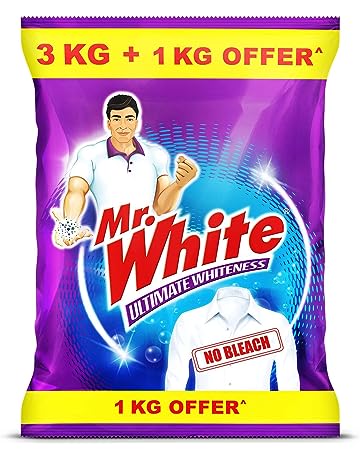 3 KG + 1 KG OFFER^
Mr.
White
ULTIMATE WHITENESS
NO BLEACH
1 KG OFFER^